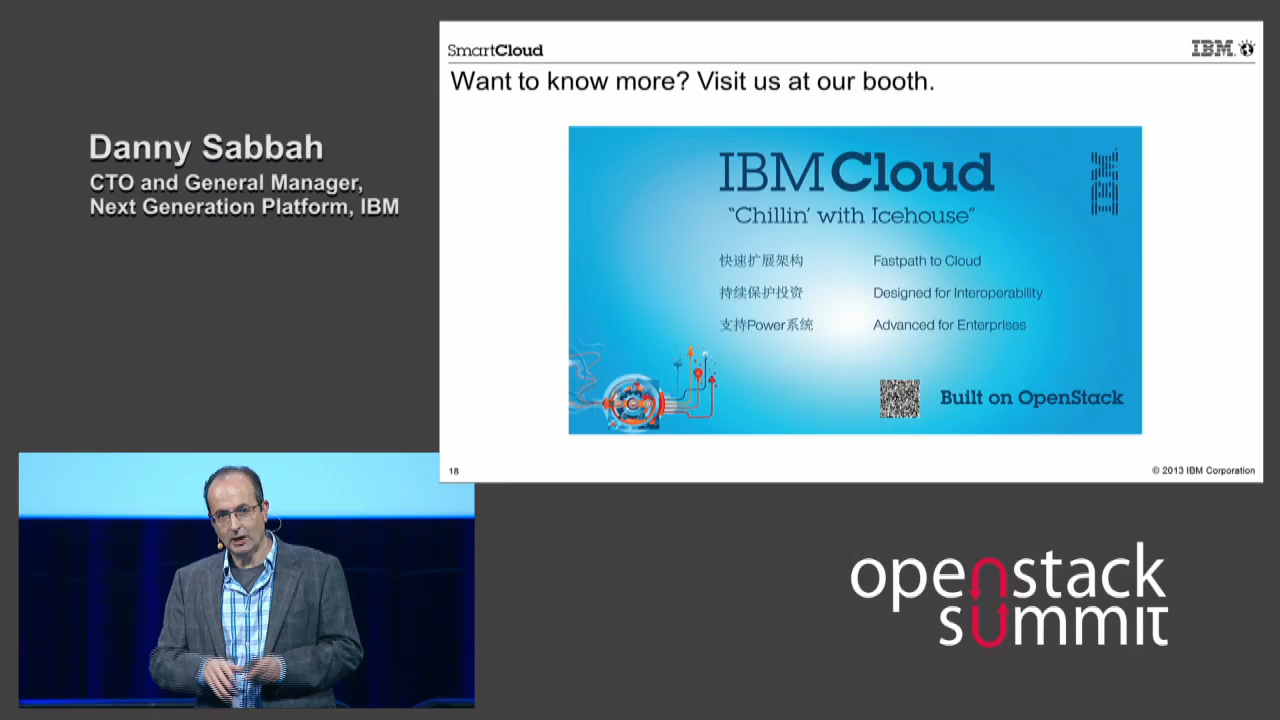 Danny Sabbah
CTO and General Manager,
Next Generation Platform, IBM
SmartCloud
IBM
Want to know more? Visit us at our booth.
IBM Cloud
IBM
“Chillin’ with Icehouse”
快速扩展架构 Fastpath to Cloud
持续保护投资 Designed for Interoperability
支持Power系统 Advanced for Enterprises
Built on OpenStack
18
© 2013 IBM Corporation
openstack
summit